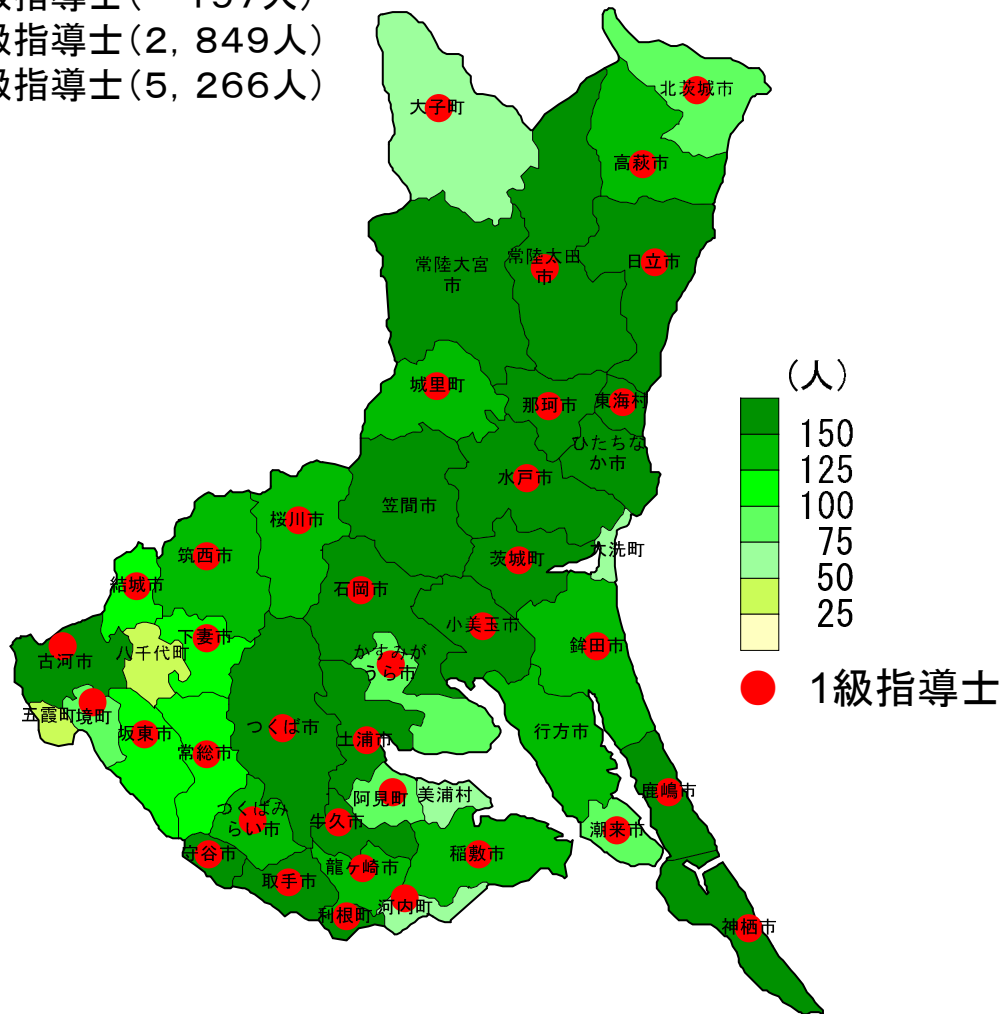 級指導士(2,849人)
級指導士(5,266人)
大子町
北茨城市
高萩市
常陸大宮
市
常陸太田
市
日立市
城里町
那珂市
東海村
ひたちな
か市
水戸市
笠間市
桜川市
筑西市
茨城町
大洗町
結城市
石岡市
小美玉市
下妻市
鉾田市
古河市
八千代町
かすみが
うら市
五霞町
境町
坂東市
常総市
つくば市
土浦市
行方市
阿見町
美浦村
鹿嶋市
つくばみ
らい市
牛久市
潮来市
守谷市
龍ヶ崎市
稲敷市
取手市
利根町
河内町
神栖市
(人)
150
125
100
75
50
25
1級指導士